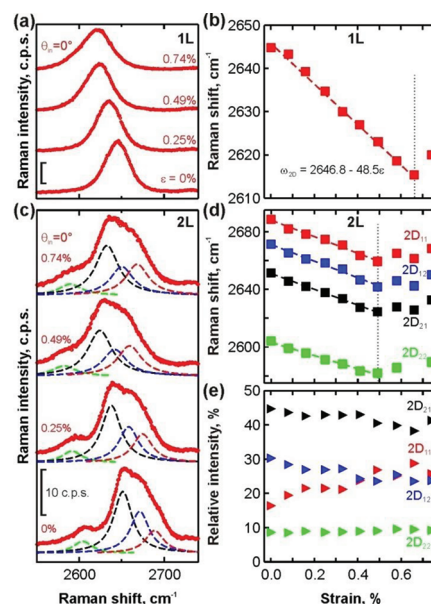 (a)
θin=0°
1L
0.74%
0.49%
0.25%
ε = 0%
Raman intensity, c.p.s.
(b)
1L
2650
2640
2630
2620
2610
Raman shift, cm-1
ω2D = 2646.8 - 48.5ε
(c)
2L
θin=0°
0.74%
0.49%
0.25%
10 c.p.s.
0%
Raman intensity, c.p.s.
2550
2600
2740
Raman shift, cm-1
(d)
2L
2680
2640
2600
Raman shift, cm-1
2D11
2D12
2D21
2D22
(e)
50
40
30
20
10
0
Relative intensity, %
2D21
2D11
2D12
2D22
0.0
0.2
0.4
0.6
Strain, %